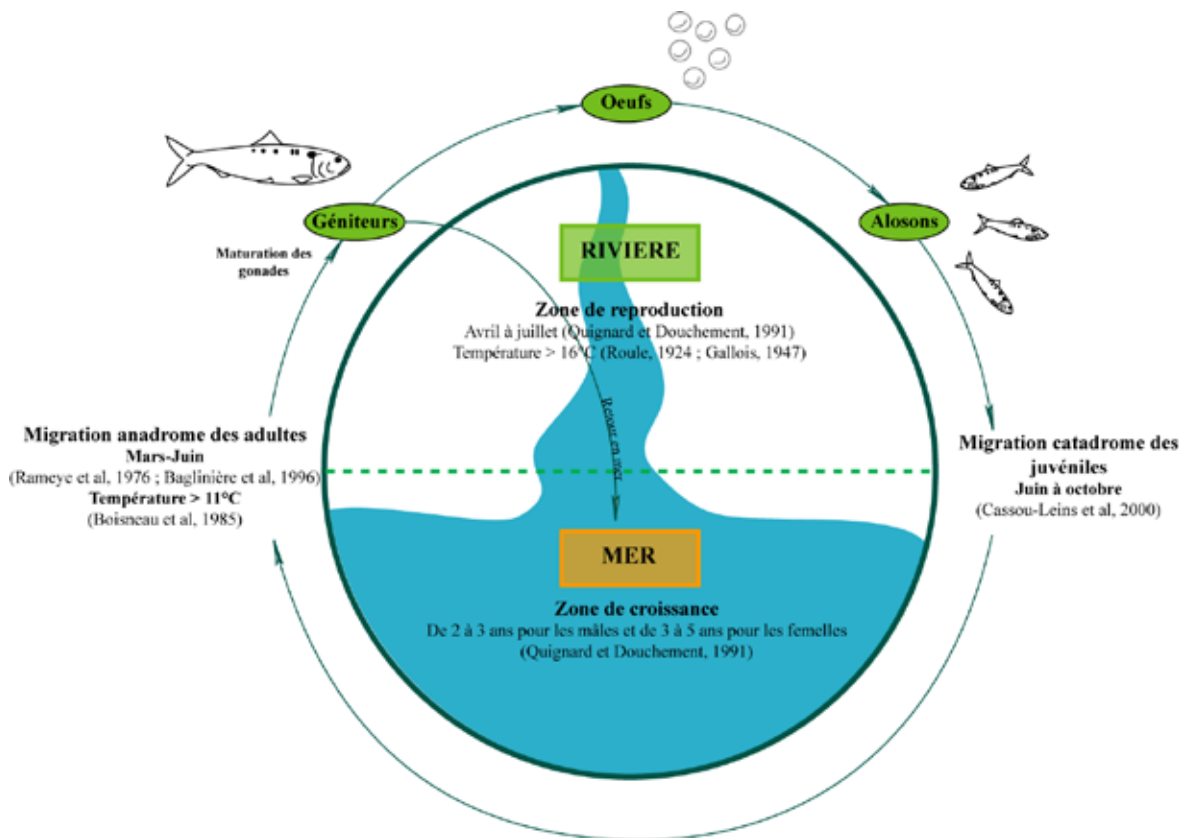 Oeufs
Géniteurs
Alosons
Maturation des
gonades
RIVIERE
Zone de reproduction
Avril à juillet (Quignard et Douchement, 1991)
Température > 16°C (Roule, 1924 ; Gallois, 1947)
Retour en mer
Migration anadrome des adultes
Mars-Juin
(Rameye et al, 1976 ; Baglinière et al, 1996)
Température > 11°C
(Boisneau et al, 1985)
Migration catadrome des
juvéniles
Juin à octobre
(Cassou-Leins et al, 2000)
MER
Zone de croissance
De 2 à 3 ans pour les mâles et de 3 à 5 ans pour les femelles
(Quignard et Douchement, 1991)